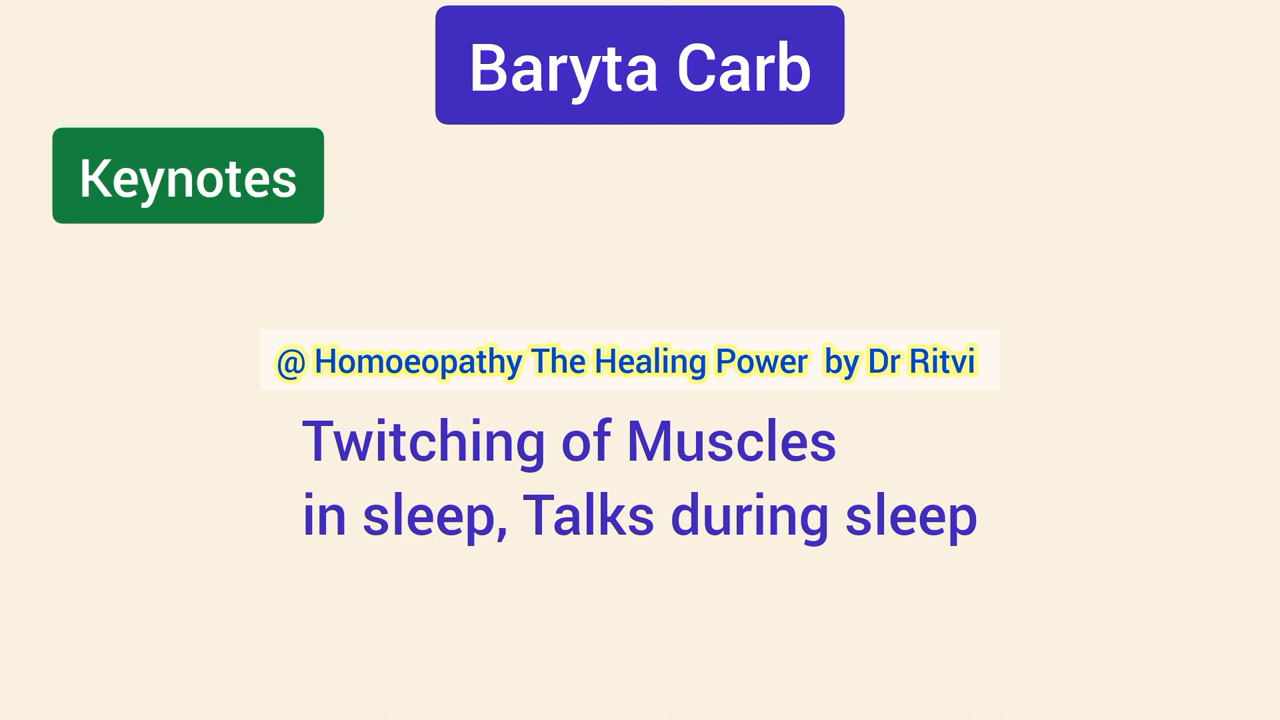 Baryta Carb
Keynotes
@ Homoeopathy The Healing Power by Dr Ritvi
Twitching of Muscles
in sleep, Talks during sleep